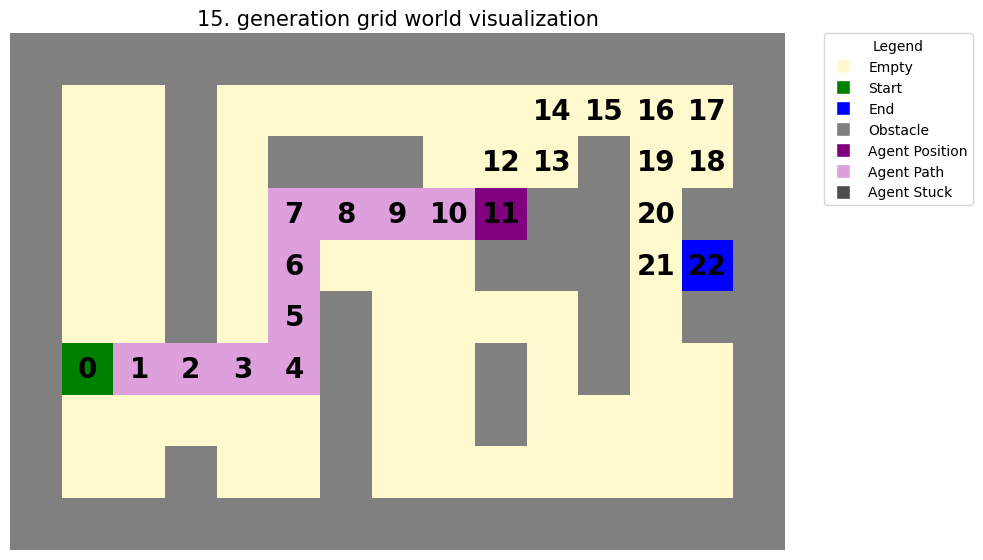 15. generation grid world visualization
Legend
Empty
Start
End
Obstacle
Agent Position
Agent Path
Agent Stuck
14 15 16 17
12 13 19 18
7 8 9 10 11 20
6 21 22
5
0 1 2 3 4